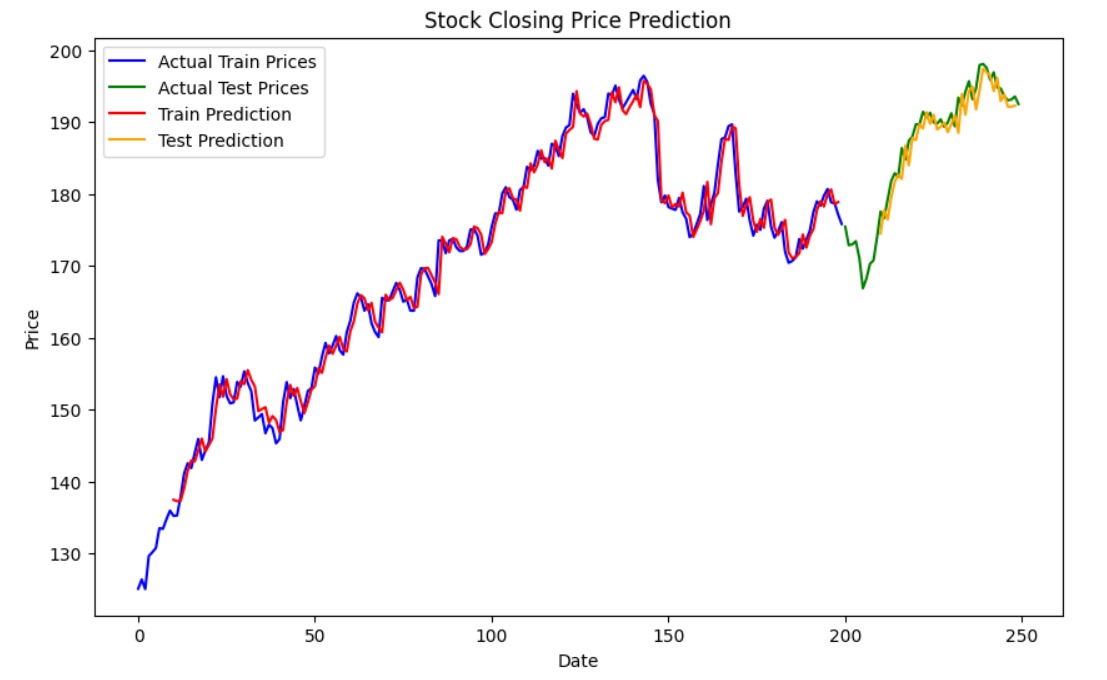 Stock Closing Price Prediction
Actual Train Prices
Actual Test Prices
Train Prediction
Test Prediction
200
190
180
170
160
150
140
130
Price
0 50 100 150 200 250
Date